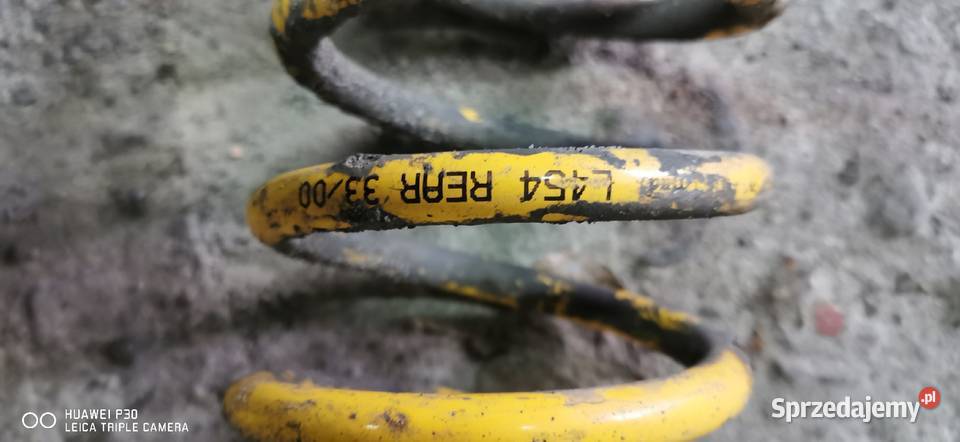 L454 REAR 33/00
HUAWEI P30
LEICA TRIPLE CAMERA
Sprzedajemy.pl